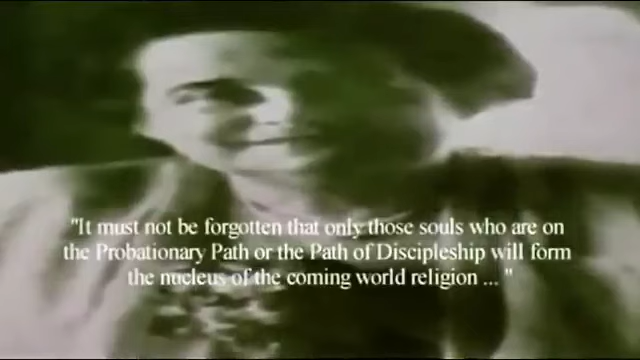 "It must not be forgotten that only those souls who are on
the Probationary Path or the Path of Discipleship will form
the nucleus of the coming world religion ... "